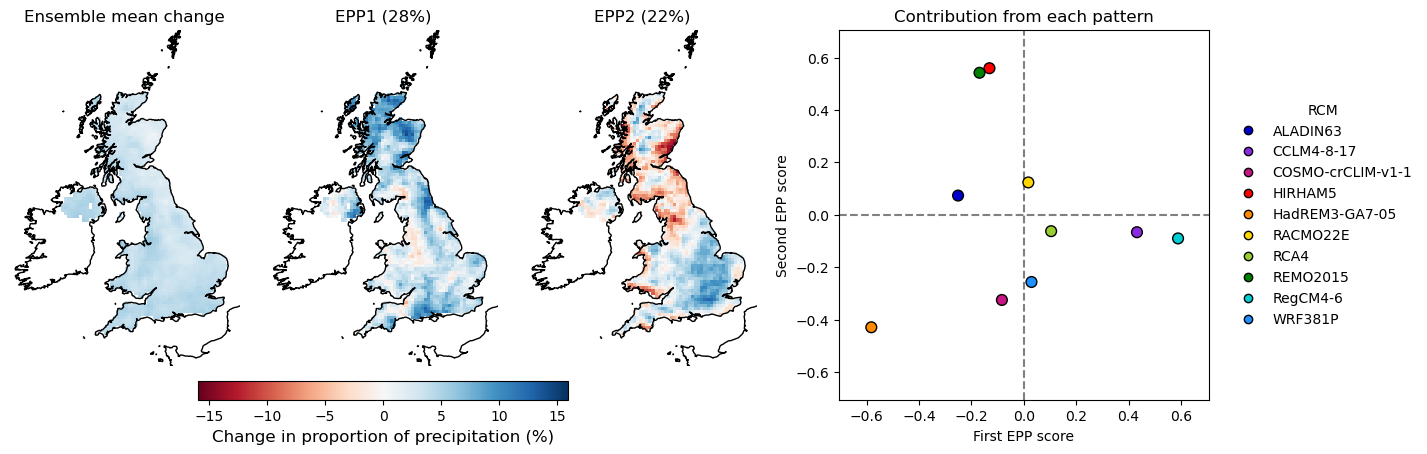 Ensemble mean change
EPP1 (28%)
EPP2 (22%)
−15 −10 −5 0 5 10 15
Change in proportion of precipitation (%)
Contribution from each pattern
Second EPP score
0.6
0.4
0.2
0.0
−0.2
−0.4
−0.6
−0.6 −0.4 −0.2 0.0 0.2 0.4 0.6
First EPP score
RCM
ALADIN63
CCLM4-8-17
COSMO-crCLIM-v1-1
HIRHAM5
HadREM3-GA7-05
RACMO22E
RCA4
REMO2015
RegCM4-6
WRF381P